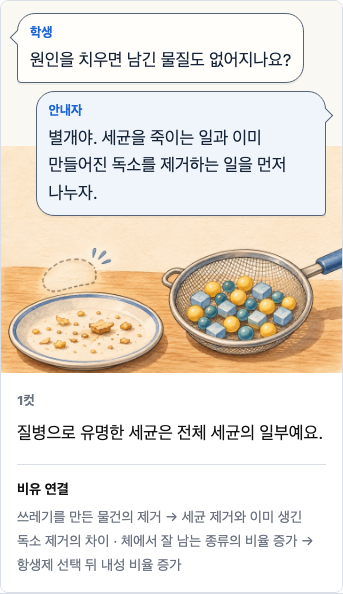 학생
원인을 치우면 남긴 물질도 없어지나요?
안내자
별개야. 세균을 죽이는 일과 이미
만들어진 독소를 제거하는 일을 먼저
나누자.
1컷
질병으로 유명한 세균은 전체 세균의 일부예요.
비유 연결
쓰레기를 만든 물건의 제거 → 세균 제거와 이미 생긴
독소 제거의 차이 · 체에서 잘 남는 종류의 비율 증가 →
항생제 선택 뒤 내성 비율 증가